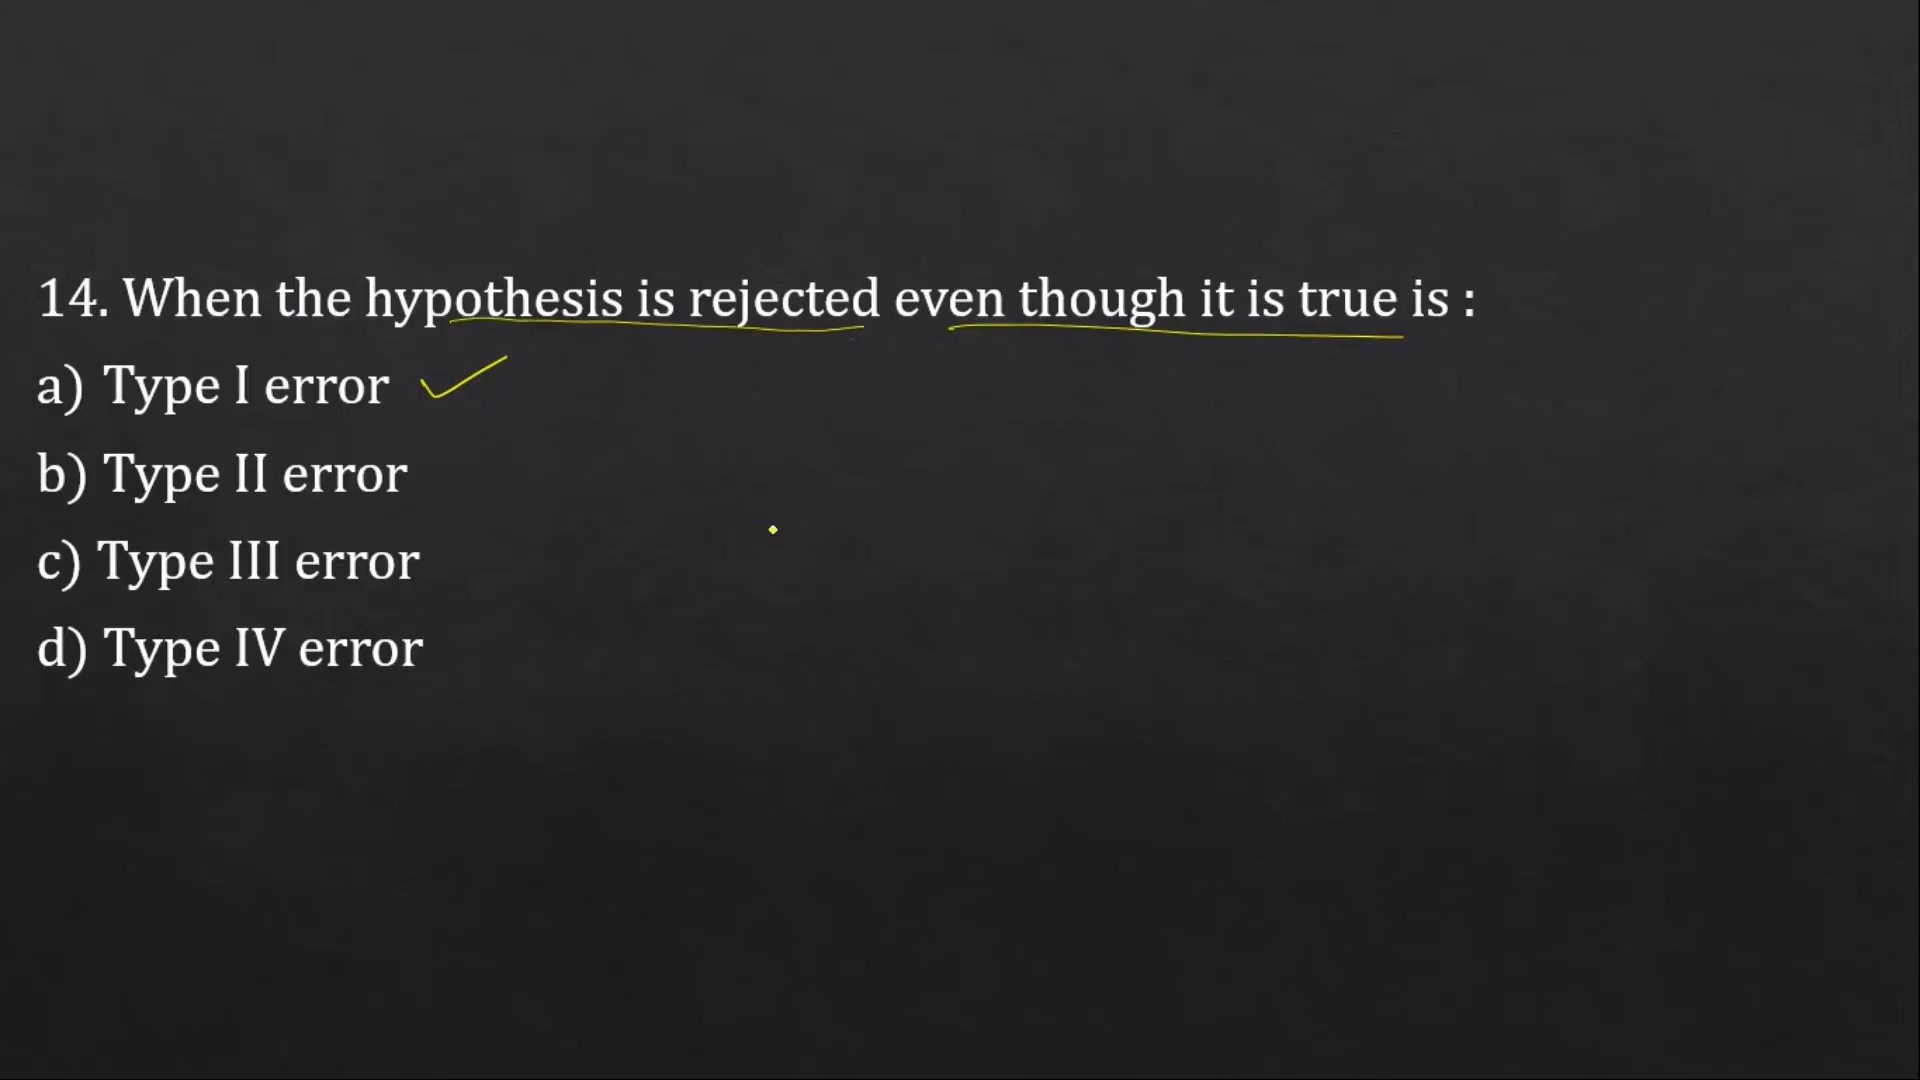 14. When the hypothesis is rejected even though it is true is :
a) Type I error
b) Type II error
c) Type III error
d) Type IV error